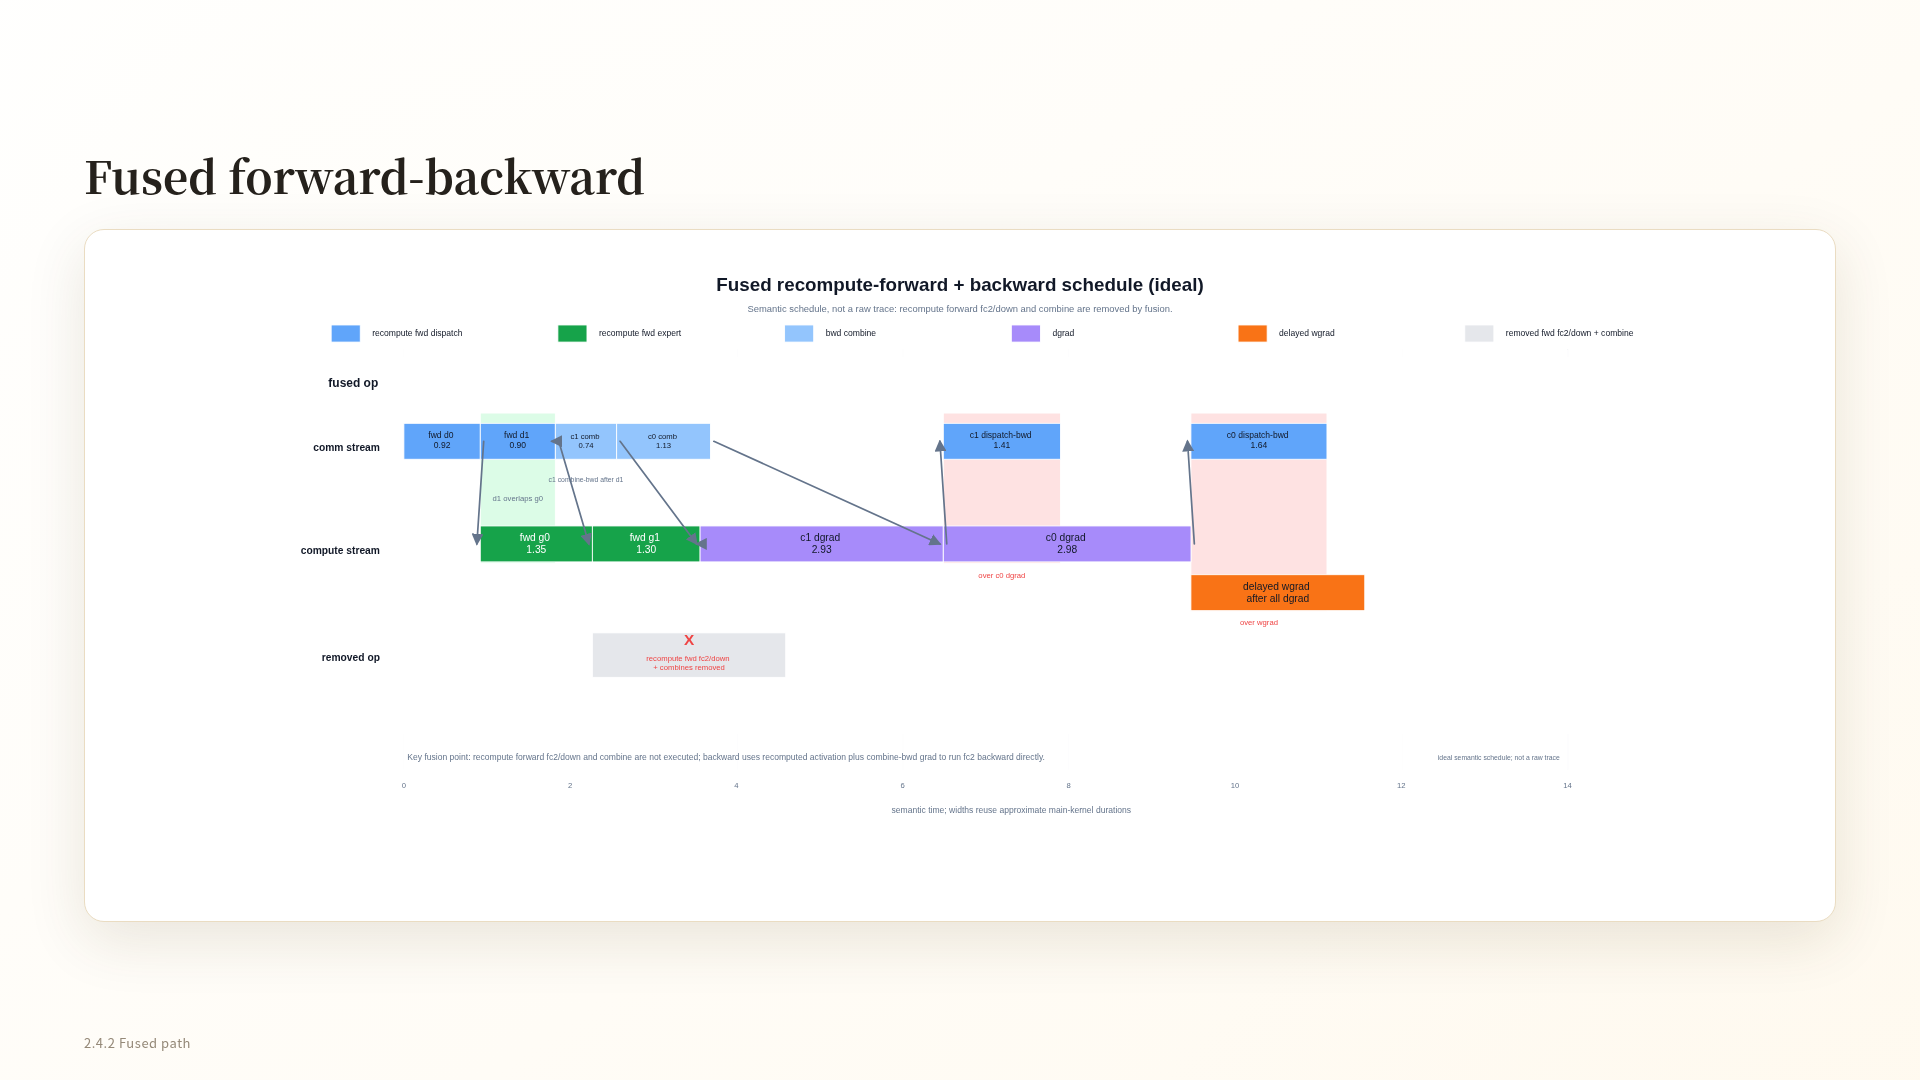 Fused forward-backward
Fused recompute-forward + backward schedule (ideal)
Semantic schedule, not a raw trace: recompute forward fc2/down and combine are removed by fusion.
recompute fwd dispatch
recompute fwd expert
bwd combine
dgrad
delayed wgrad
removed fwd fc2/down + combine
fused op
comm stream
fwd d0
0.92
fwd d1
0.90
c1 comb
0.74
c0 comb
1.13
c1 dispatch-bwd
1.41
c0 dispatch-bwd
1.64
c1 combine-bwd after d1
d1 overlaps g0
compute stream
fwd g0
1.35
fwd g1
1.30
c1 dgrad
2.93
c0 dgrad
2.98
over c0 dgrad
delayed wgrad
after all dgrad
over wgrad
removed op
X
recompute fwd fc2/down
+ combines removed
Key fusion point: recompute forward fc2/down and combine are not executed; backward uses recomputed activation plus combine-bwd grad to run fc2 backward directly.
ideal semantic schedule; not a raw trace
0 2 4 6 8 10 12 14
semantic time; widths reuse approximate main-kernel durations
2.4.2 Fused path